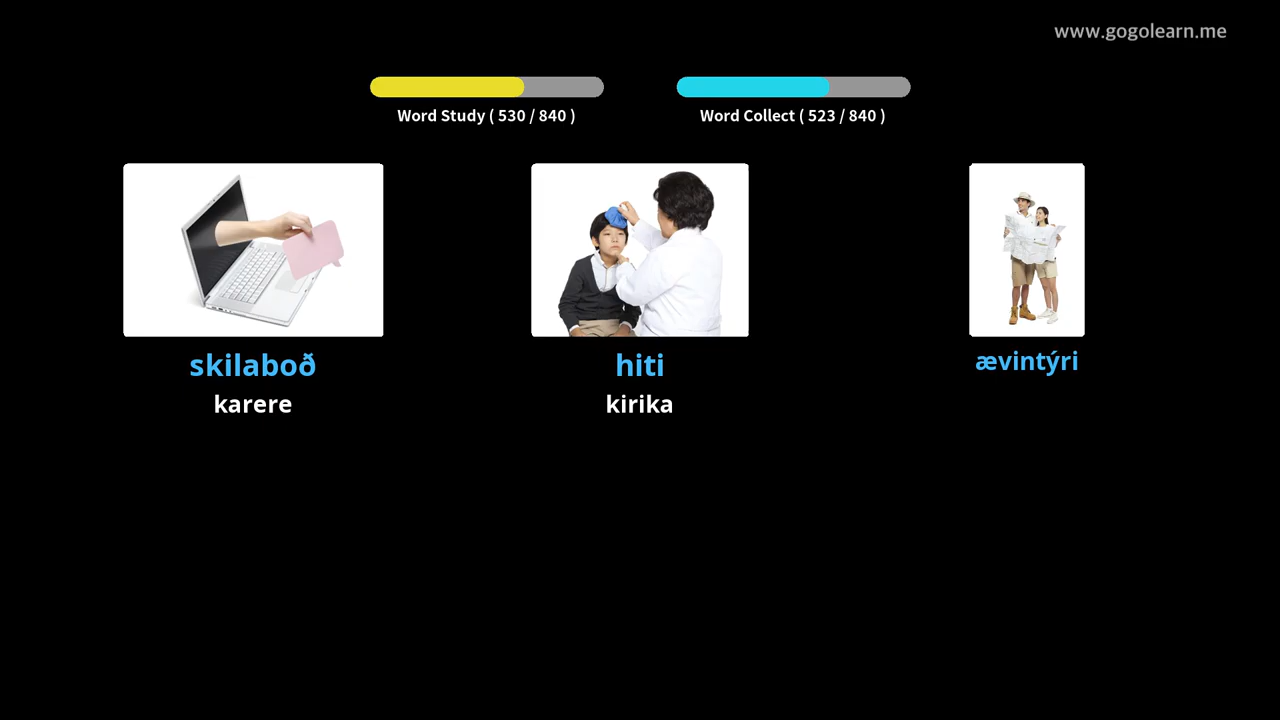 www.gogolearn.me
Word Study ( 530 / 840 )
Word Collect ( 523 / 840 )
skilaboð
karere
hiti
kirika
ævintýri